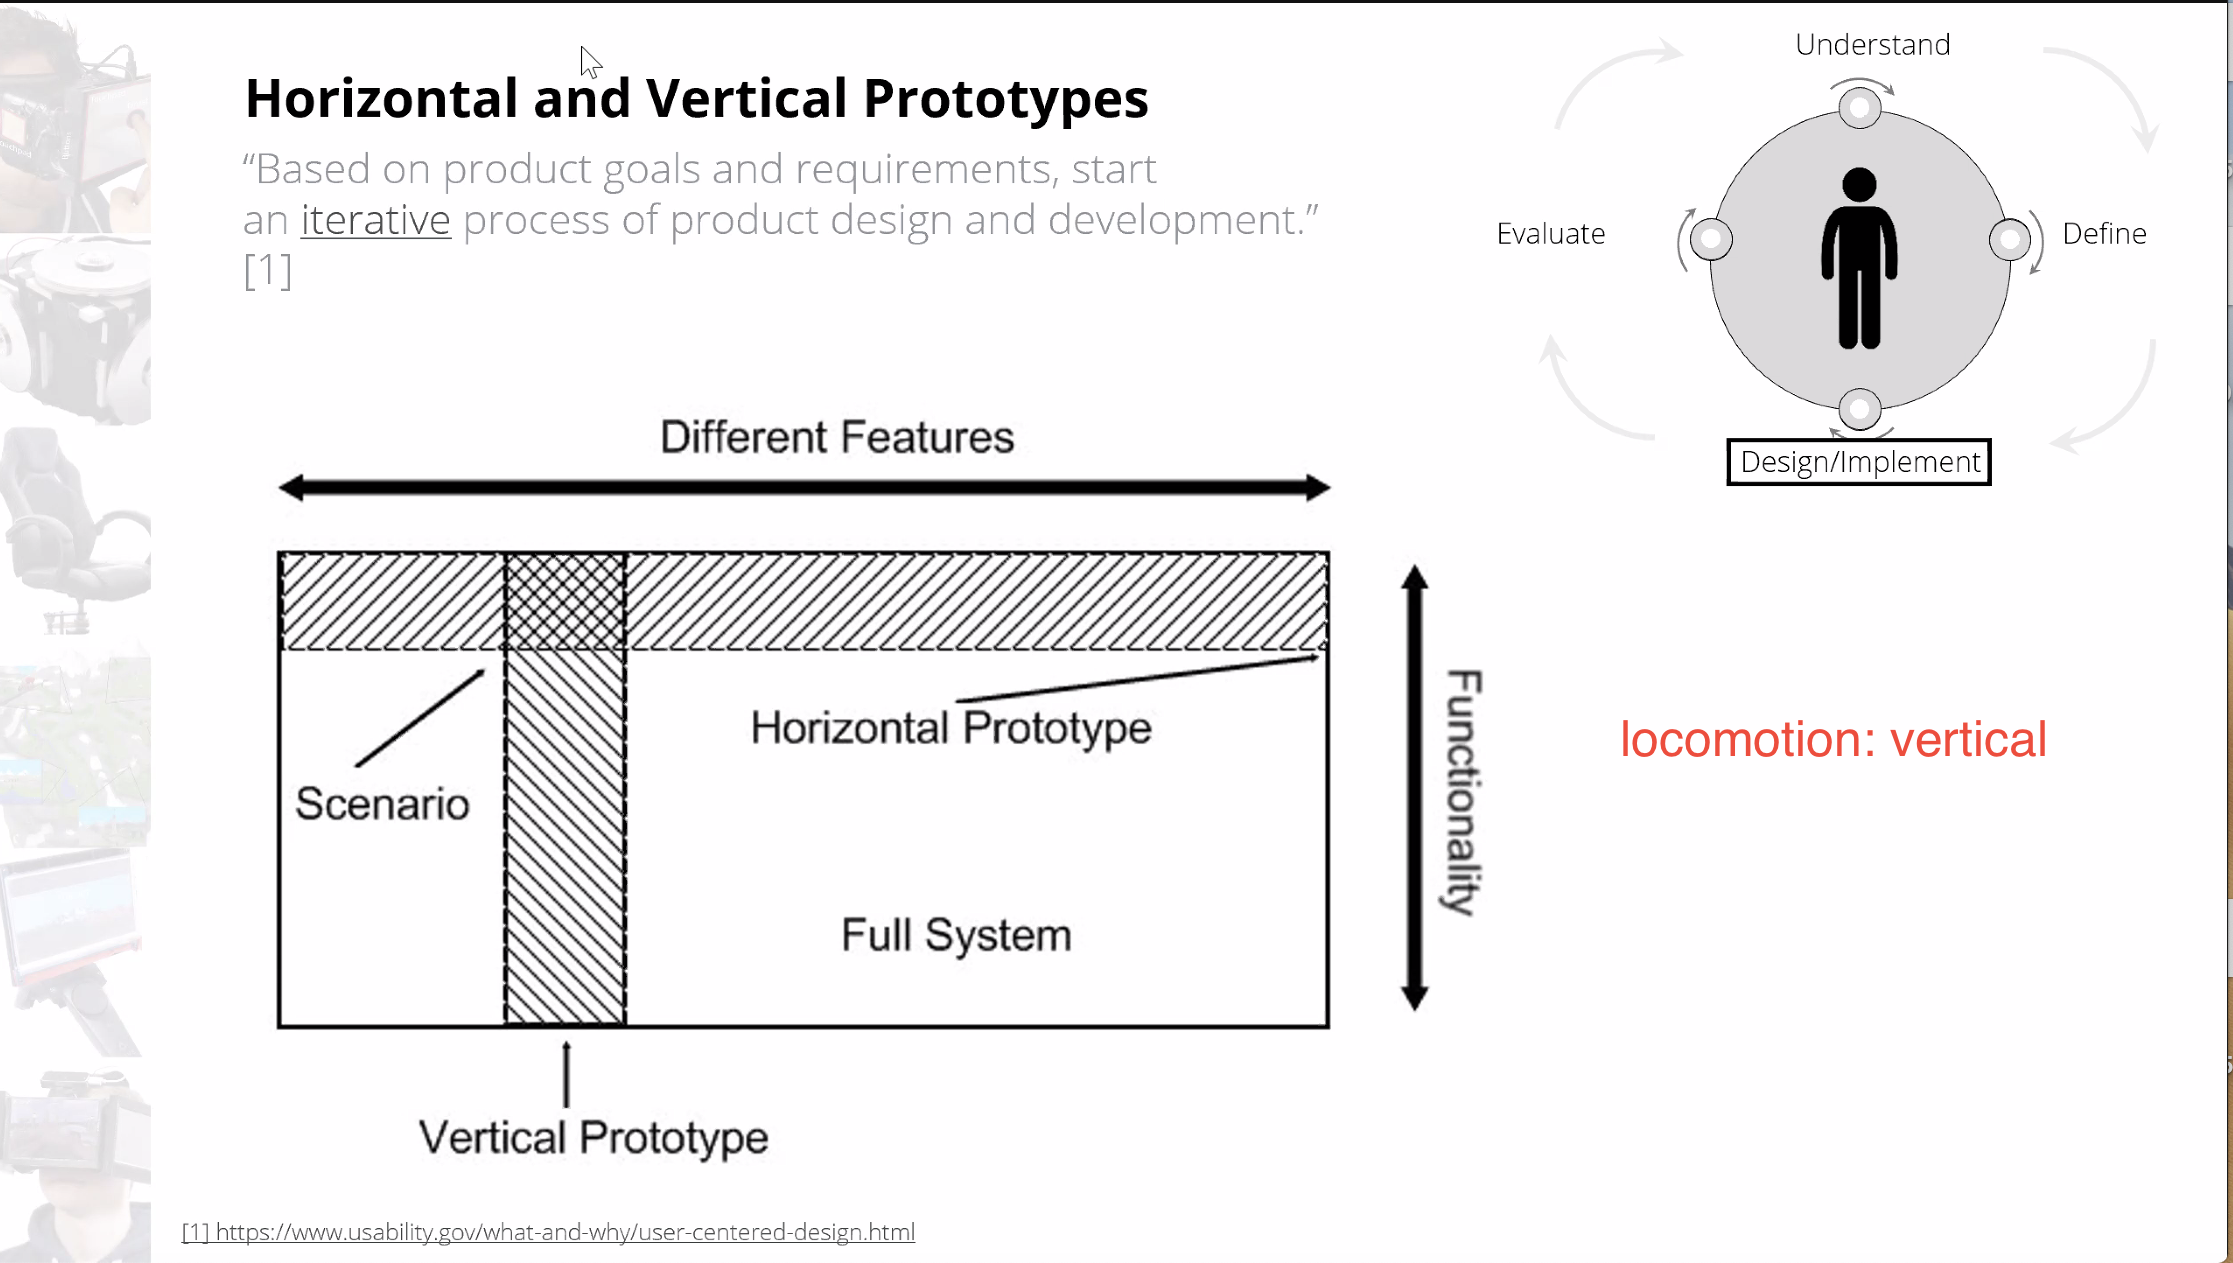 Horizontal and Vertical Prototypes
“Based on product goals and requirements, start
an iterative process of product design and development.”
[1]
Understand
Evaluate
Define
Design/Implement
Different Features
Functionality
Scenario
Horizontal Prototype
Full System
Vertical Prototype
locomotion: vertical
[1] https://www.usability.gov/what-and-why/user-centered-design.html